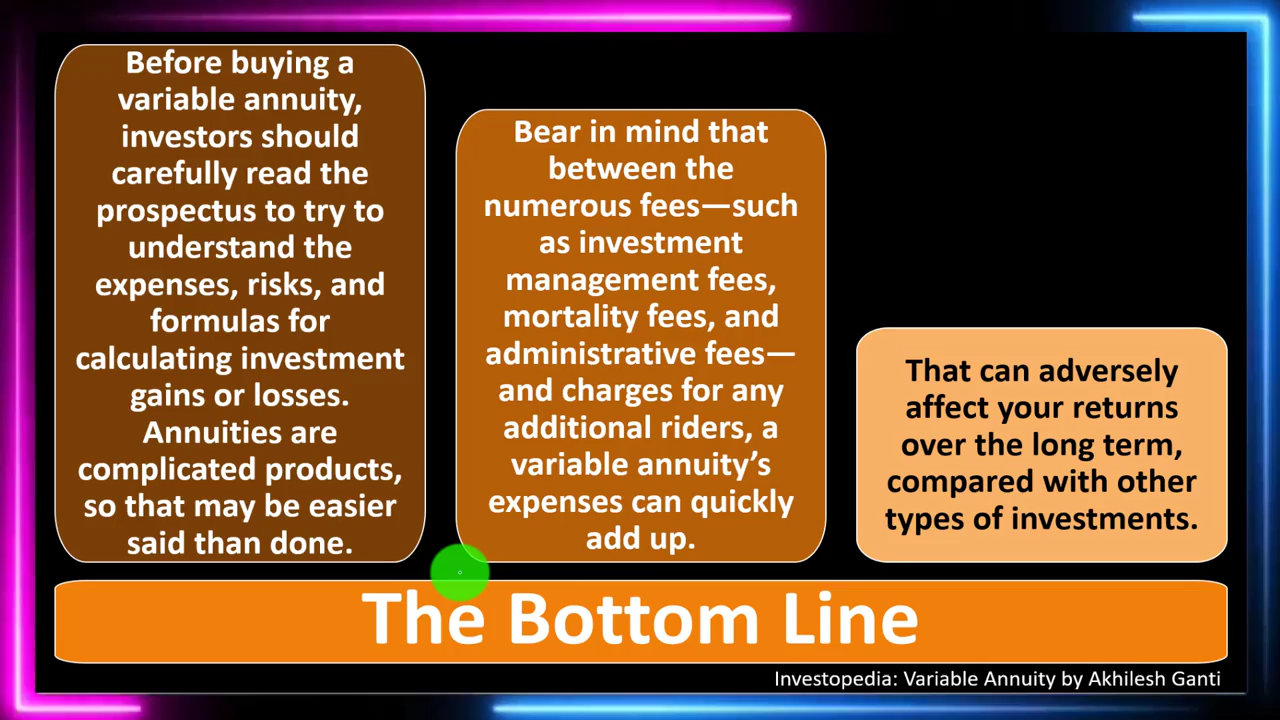 Before buying a
variable annuity,
investors should
carefully read the
prospectus to try to
understand the
expenses, risks, and
formulas for
calculating investment
gains or losses.
Annuities are
complicated products,
so that may be easier
said than done.
Bear in mind that
between the
numerous fees—such
as investment
management fees,
mortality fees, and
administrative fees—
and charges for any
additional riders, a
variable annuity’s
expenses can quickly
add up.
That can adversely
affect your returns
over the long term,
compared with other
types of investments.
The Bottom Line
Investopedia: Variable Annuity by Akhilesh Ganti